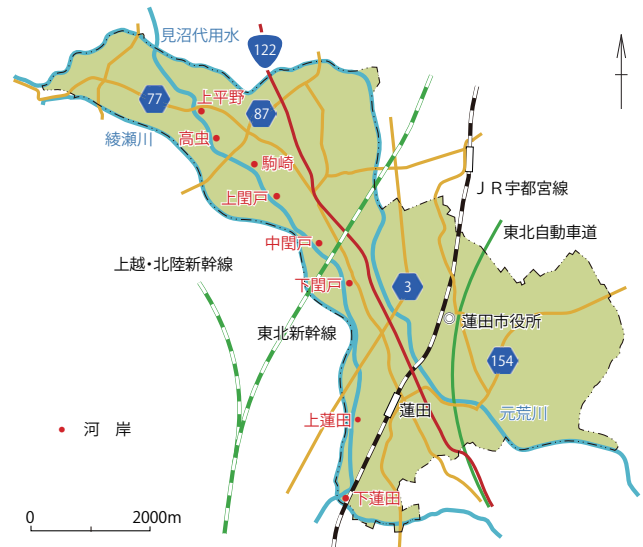 見沼代用水
122
77
上平野
87
綾瀬川
高虫
駒崎
上閏戸
ＪＲ宇都宮線
東北自動車道
中閏戸
上越・北陸新幹線
下閏戸
3
蓮田市役所
東北新幹線
154
蓮田
元荒川
上蓮田
河 岸
下蓮田
0 2000m